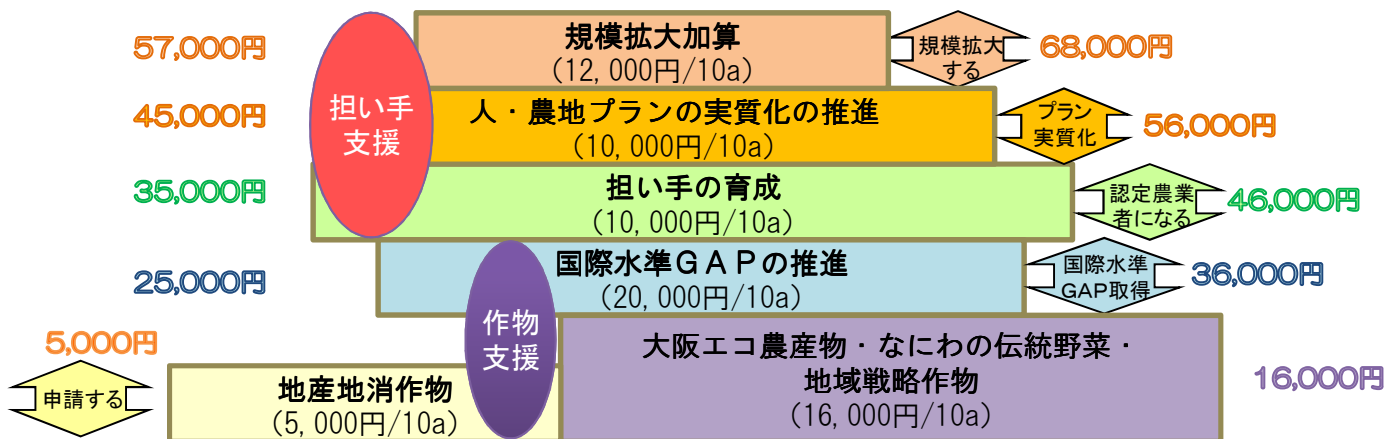 57,000円
担い手
支援
規模拡大加算
（12,000円/10a）
規模拡大
する
68,000円
45,000円
人・農地プランの実質化の推進
（10,000円/10a）
プラン
実質化
56,000円
35,000円
担い手の育成
（10,000円/10a）
認定農業
者になる
46,000円
25,000円
国際水準ＧＡＰの推進
（20,000円/10a）
国際水準
GAP取得
36,000円
作物
支援
5,000円
申請する
地産地消作物
（5,000円/10a）
大阪エコ農産物・なにわの伝統野菜・
地域戦略作物
（16,000円/10a）
16,000円